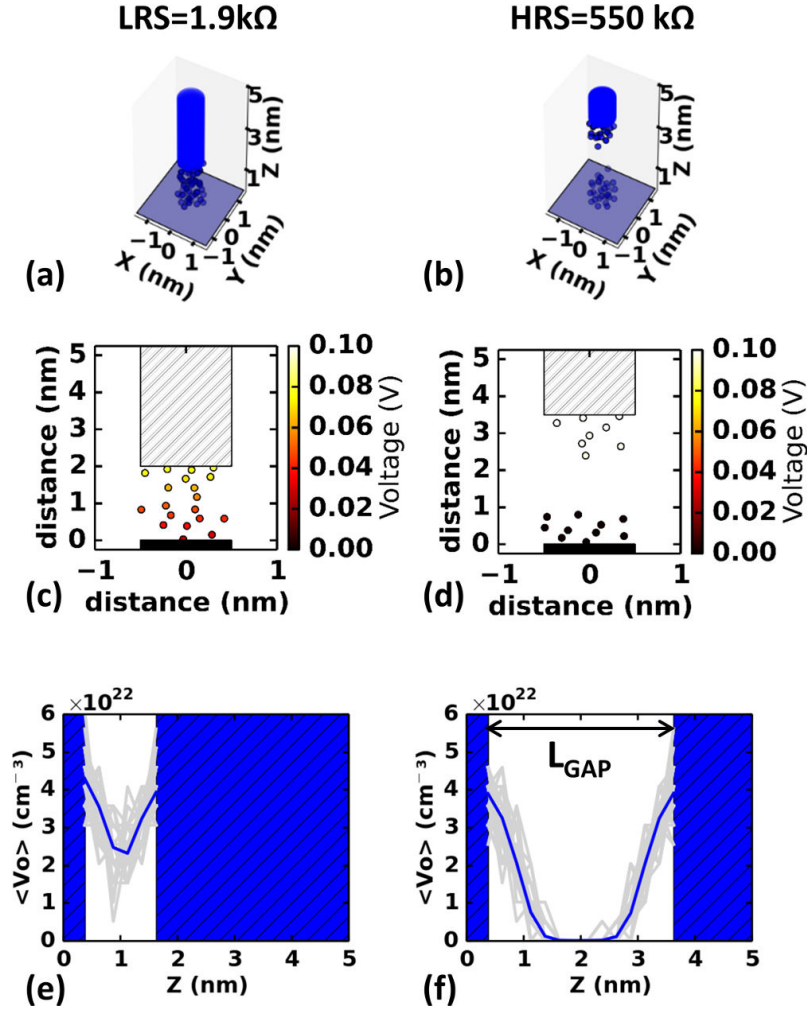 LRS=1.9kΩ
HRS=550 kΩ
5
3
1
Z (nm)
−1
0
1
X (nm)
−1
0
1
Y (nm)
(a)
5
3
1
Z (nm)
−1
0
1
X (nm)
−1
0
1
Y (nm)
(b)
5
4
3
2
1
0
distance (nm)
−1
0
1
distance (nm)
0.10
0.08
0.06
0.04
0.02
0.00
Voltage (V)
(c)
5
4
3
2
1
0
distance (nm)
−1
0
1
distance (nm)
0.10
0.08
0.06
0.04
0.02
0.00
Voltage (V)
(d)
×10²²
6
5
4
3
2
1
0
<Vo> (cm⁻³)
0 1 2 3 4 5
Z (nm)
(e)
×10²²
6
5
4
3
2
1
0
<Vo> (cm⁻³)
L_GAP
0 1 2 3 4 5
Z (nm)
(f)